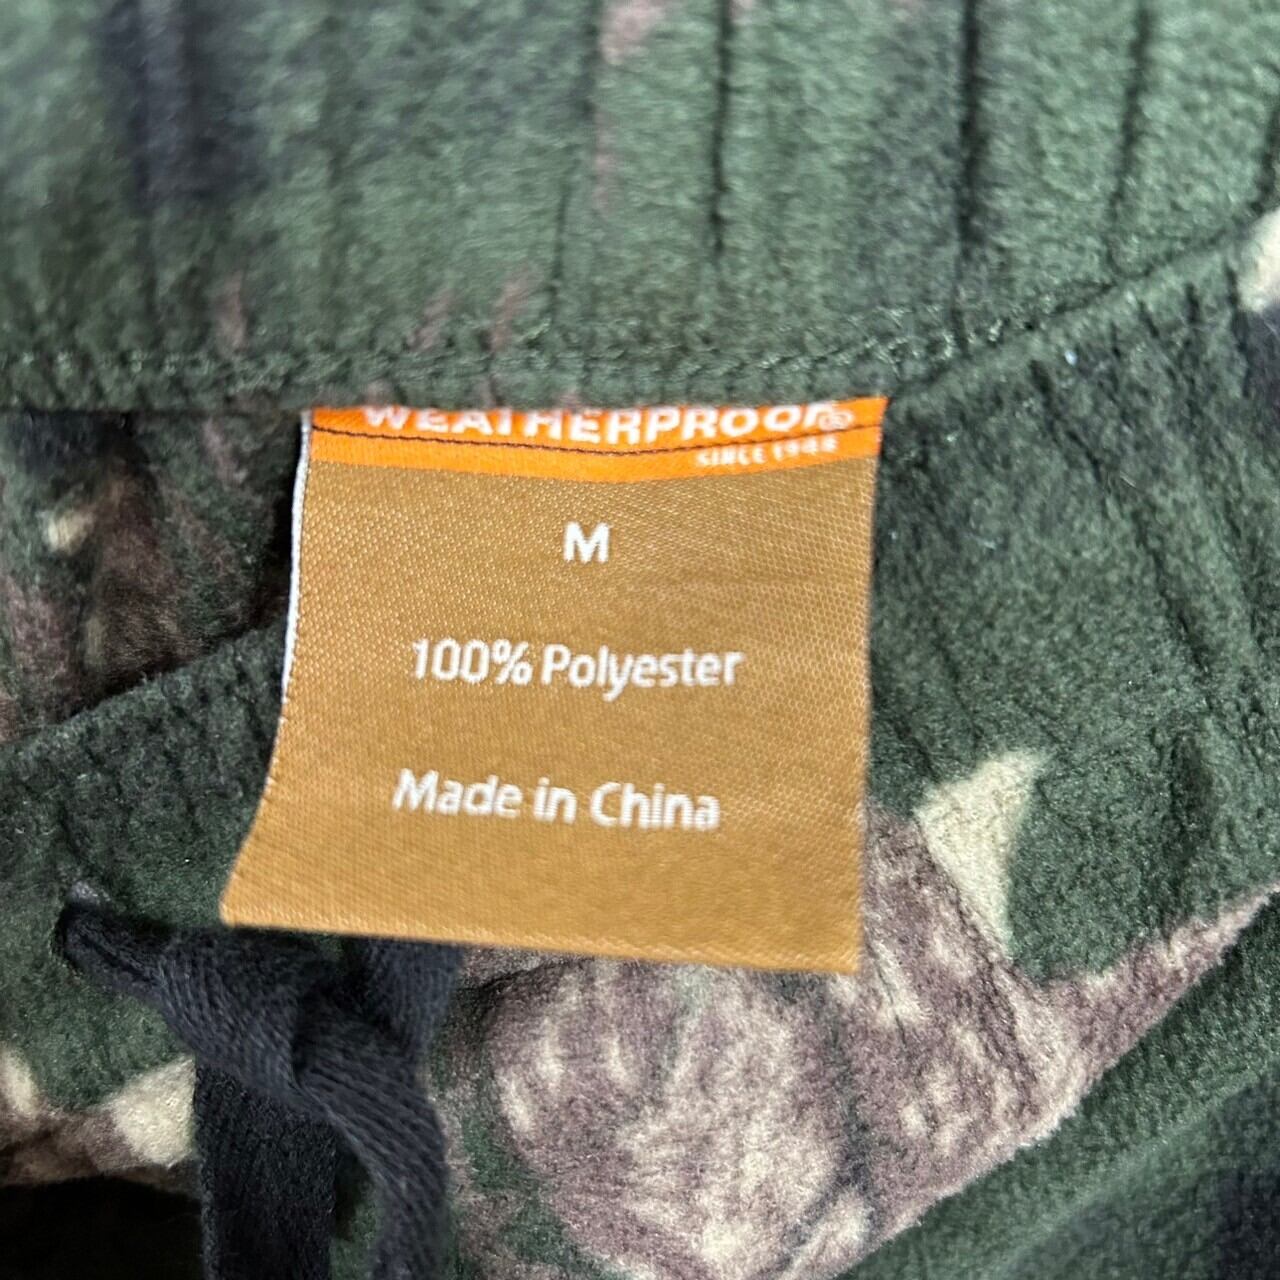 WEATHERPROOF®
SINCE 1948
M
100% Polyester
Made in China